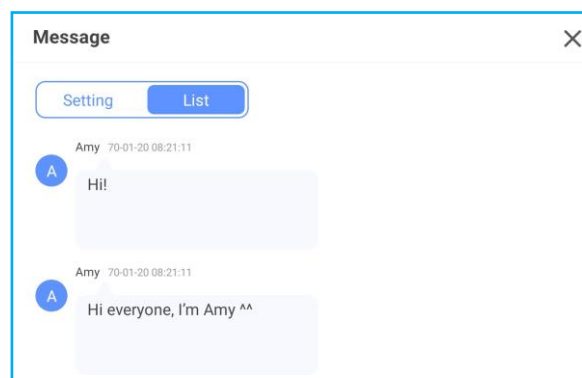 Message
Setting List
Amy 70-01-20 08:21:11
A
Hi!
Amy 70-01-20 08:21:11
A
Hi everyone, I'm Amy ^^